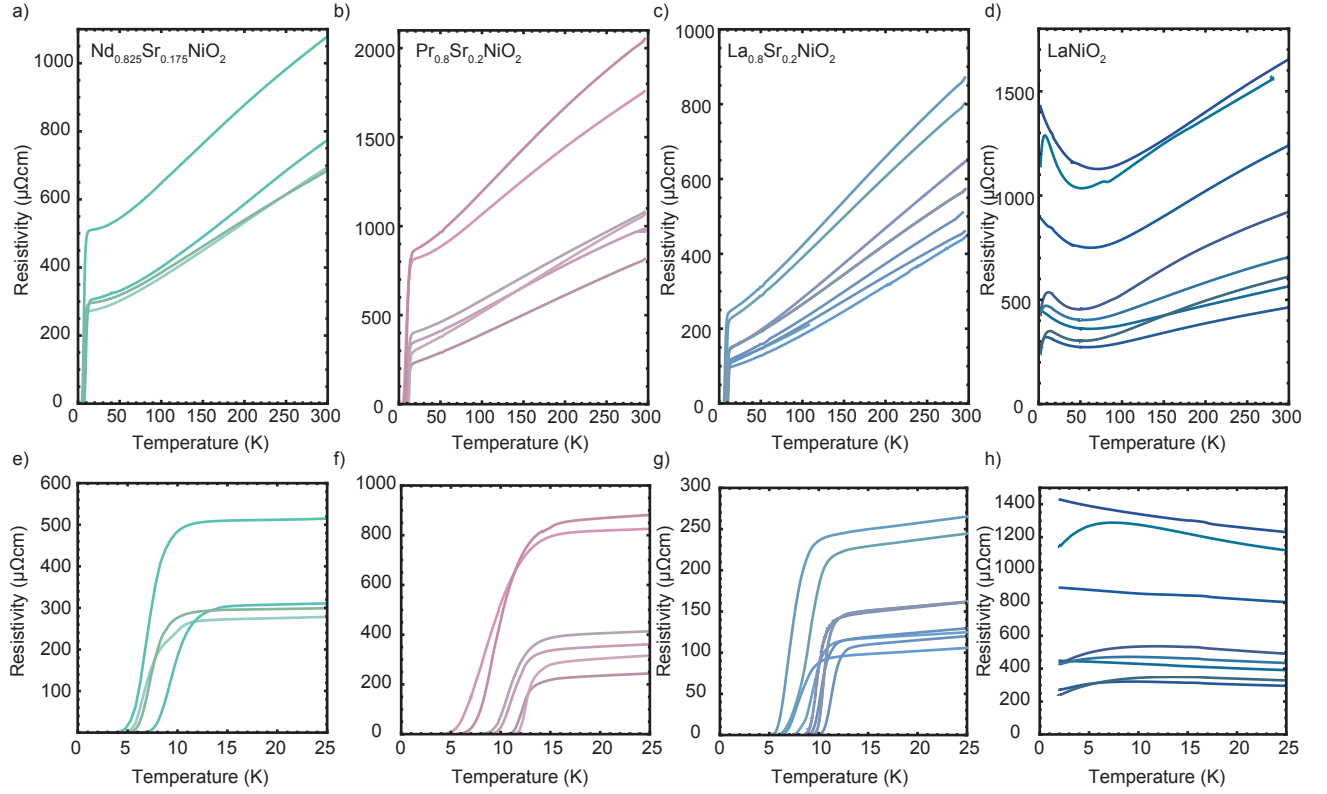 a)
b)
c)
d)
Nd0.825Sr0.175NiO2
Pr0.8Sr0.2NiO2
La0.8Sr0.2NiO2
LaNiO2
Resistivity (μΩcm)
1000
800
600
400
200
0
0 50 100 150 200 250 300
Temperature (K)
Resistivity (μΩcm)
2000
1500
1000
500
0
0 50 100 150 200 250 300
Temperature (K)
Resistivity (μΩcm)
1000
800
600
400
200
0
0 50 100 150 200 250 300
Temperature (K)
Resistivity (μΩcm)
1500
1000
500
0
0 50 100 150 200 250 300
Temperature (K)
e)
f)
g)
h)
Resistivity (μΩcm)
600
500
400
300
200
100
0 5 10 15 20 25
Temperature (K)
Resistivity (μΩcm)
1000
800
600
400
200
0
0 5 10 15 20 25
Temperature (K)
Resistivity (μΩcm)
300
250
200
150
100
50
0
0 5 10 15 20 25
Temperature (K)
Resistivity (μΩcm)
1400
1200
1000
800
600
400
200
0
0 5 10 15 20 25
Temperature (K)